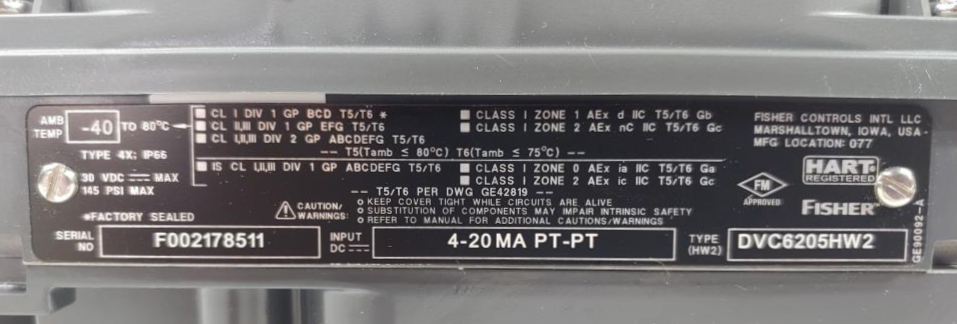 AMB TEMP -40 TO 80°C
TYPE 4X; IP66
30 VDC MAX
145 PSI MAX
*FACTORY SEALED
CL I DIV 1 GP BCD T5/T6 *
CL II,III DIV 1 GP EFG T5/T6
CL I,II,III DIV 2 GP ABCDEFG T5/T6
CLASS I ZONE 1 AEx d IIC T5/T6 Gb
CLASS I ZONE 2 AEx nC IIC T5/T6 Gc
-- T5(Tamb ≤ 80°C) T6(Tamb ≤ 75°C) --
IS CL I,II,III DIV 1 GP ABCDEFG T5/T6
CLASS I ZONE 0 AEx ia IIC T5/T6 Ga
CLASS I ZONE 2 AEx ic IIC T5/T6 Gc
-- T5/T6 PER DWG GE42819 --
CAUTION/WARNINGS:
KEEP COVER TIGHT WHILE CIRCUITS ARE ALIVE
SUBSTITUTION OF COMPONENTS MAY IMPAIR INTRINSIC SAFETY
REFER TO MANUAL FOR ADDITIONAL CAUTIONS/WARNINGS
FISHER CONTROLS INTL LLC
MARSHALLTOWN, IOWA, USA
MFG LOCATION: 077
HART
REGISTERED
FM
APPROVED
FISHER
SERIAL NO F002178511
INPUT DC 4-20 MA PT-PT
TYPE (HW2) DVC6205HW2
GE90092-A